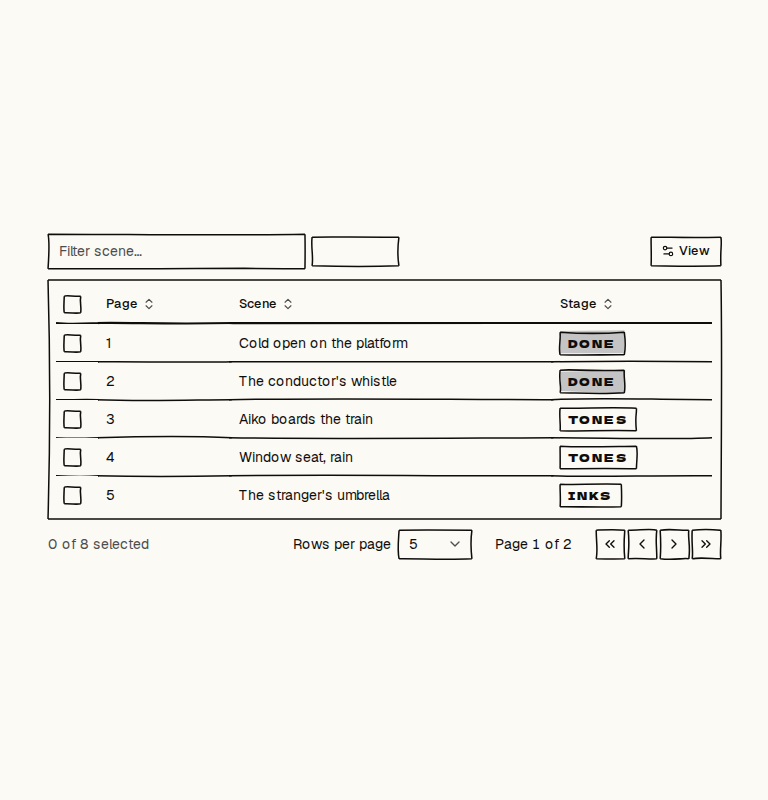 Filter scene…
View
Page Scene Stage
1 Cold open on the platform DONE
2 The conductor's whistle DONE
3 Aiko boards the train TONES
4 Window seat, rain TONES
5 The stranger's umbrella INKS
0 of 8 selected Rows per page 5 Page 1 of 2